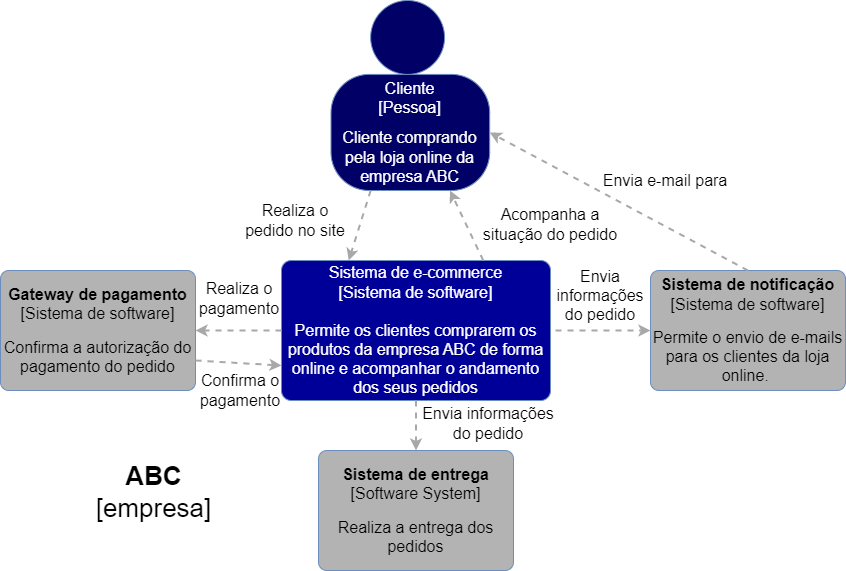 Cliente
[Pessoa]
Cliente comprando
pela loja online da
empresa ABC
Envia e-mail para
Realiza o
pedido no site
Acompanha a
situação do pedido
Gateway de pagamento
[Sistema de software]
Confirma a autorização do
pagamento do pedido
Realiza o
pagamento
Confirma o
pagamento
Sistema de e-commerce
[Sistema de software]
Permite os clientes comprarem os
produtos da empresa ABC de forma
online e acompanhar o andamento
dos seus pedidos
Envia
informações
do pedido
Sistema de notificação
[Sistema de software]
Permite o envio de e-mails
para os clientes da loja
online.
Envia informações
do pedido
Sistema de entrega
[Software System]
Realiza a entrega dos
pedidos
ABC
[empresa]